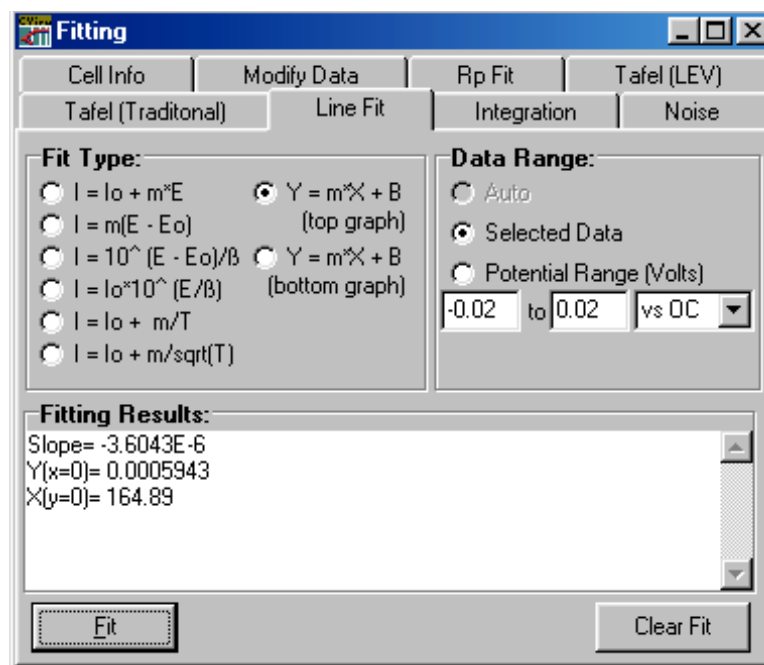 CView Fitting
Cell Info Modify Data Rp Fit Tafel (LEV)
Tafel (Traditonal) Line Fit Integration Noise
Fit Type:
I = Io + m*E
I = m(E - Eo)
I = 10^ (E - Eo)/ß
I = Io*10^ (E/ß)
I = Io + m/T
I = Io + m/sqrt(T)
Y = m*X + B
(top graph)
Y = m*X + B
(bottom graph)
Data Range:
Auto
Selected Data
Potential Range (Volts)
-0.02 to 0.02 vs OC
Fitting Results:
Slope= -3.6043E-6
Y(x=0)= 0.0005943
X(y=0)= 164.89
Fit Clear Fit